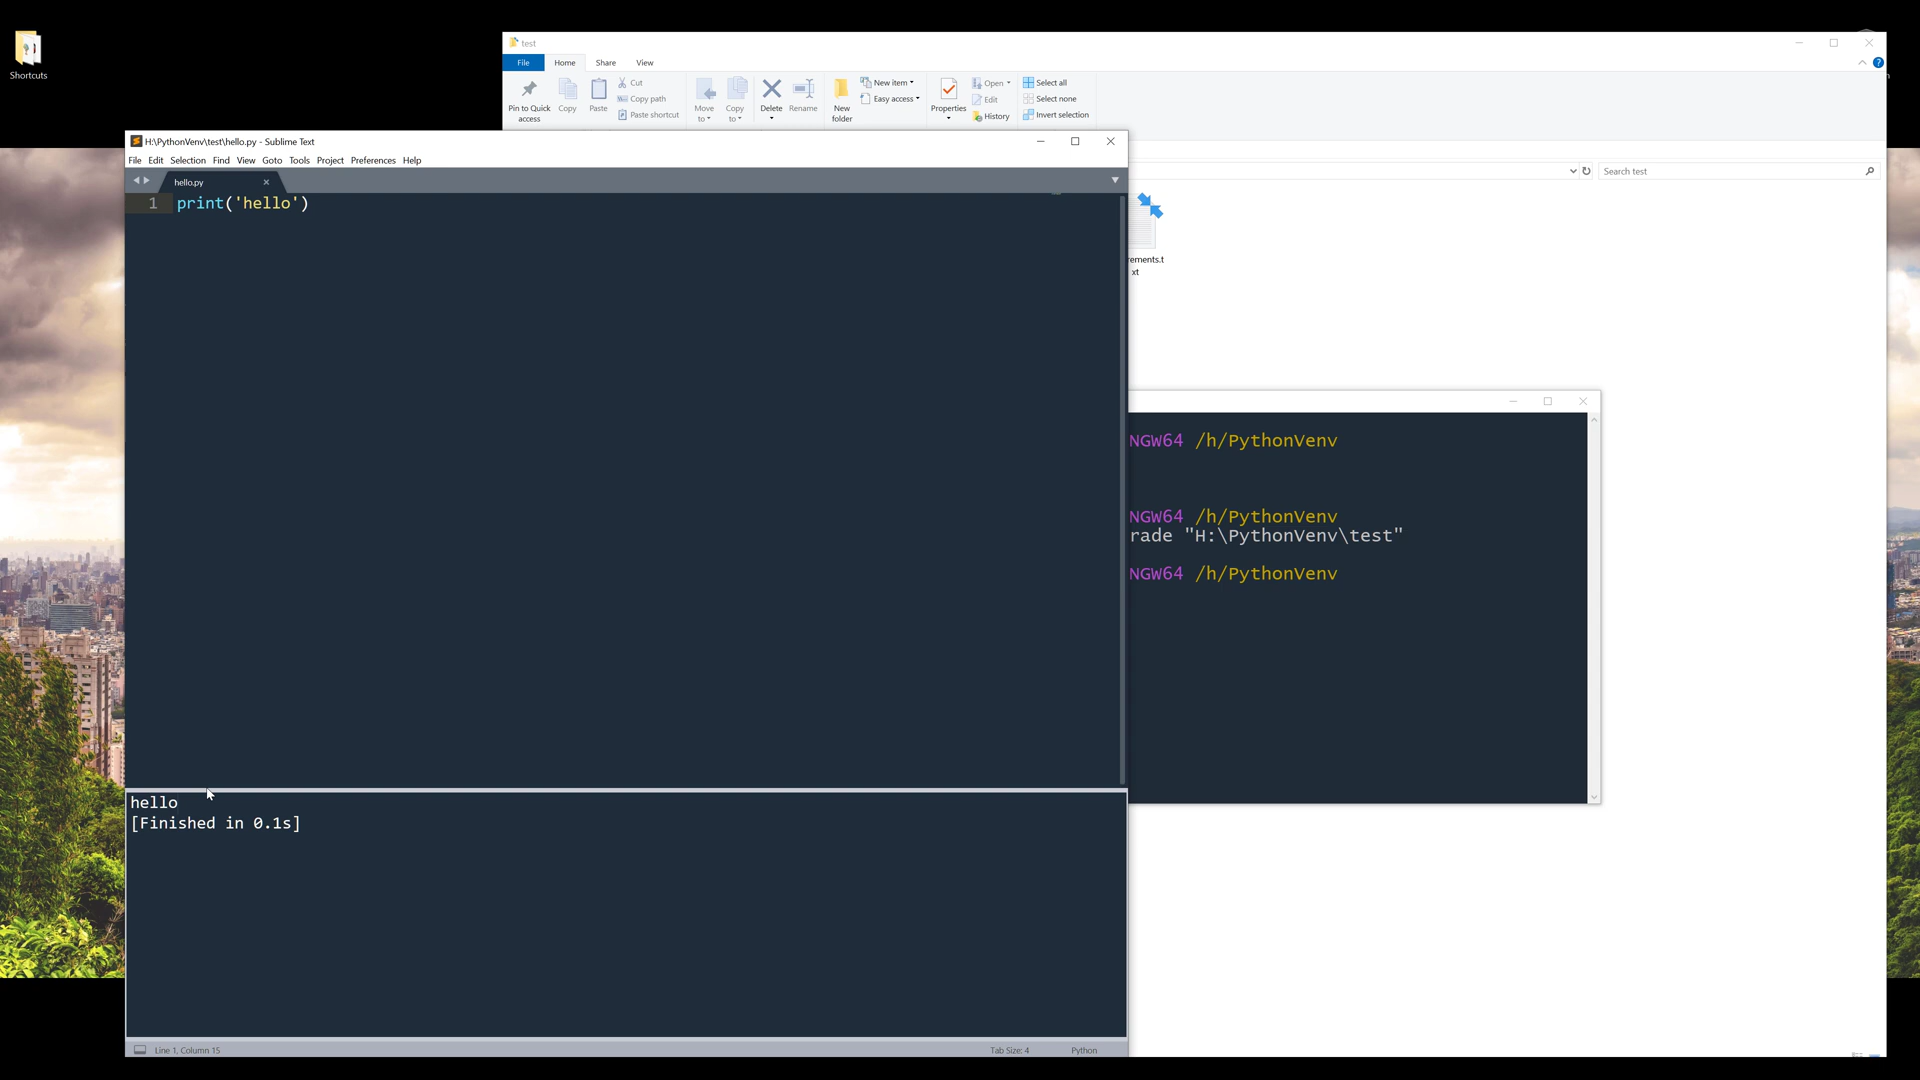 Shortcuts
test
File
Home
Share
View
Pin to Quick access
Copy
Paste
Cut
Copy path
Paste shortcut
Move to
Copy to
Delete
Rename
New folder
New item
Easy access
Properties
Open
Edit
History
Select all
Select none
Invert selection
Search test
rements.t
xt
H:\PythonVenv\test\hello.py - Sublime Text
File Edit Selection Find View Goto Tools Project Preferences Help
hello.py
1 print('hello')
hello
[Finished in 0.1s]
Line 1, Column 15
Tab Size: 4
Python
NGW64 /h/PythonVenv
NGW64 /h/PythonVenv
rade "H:\PythonVenv\test"
NGW64 /h/PythonVenv